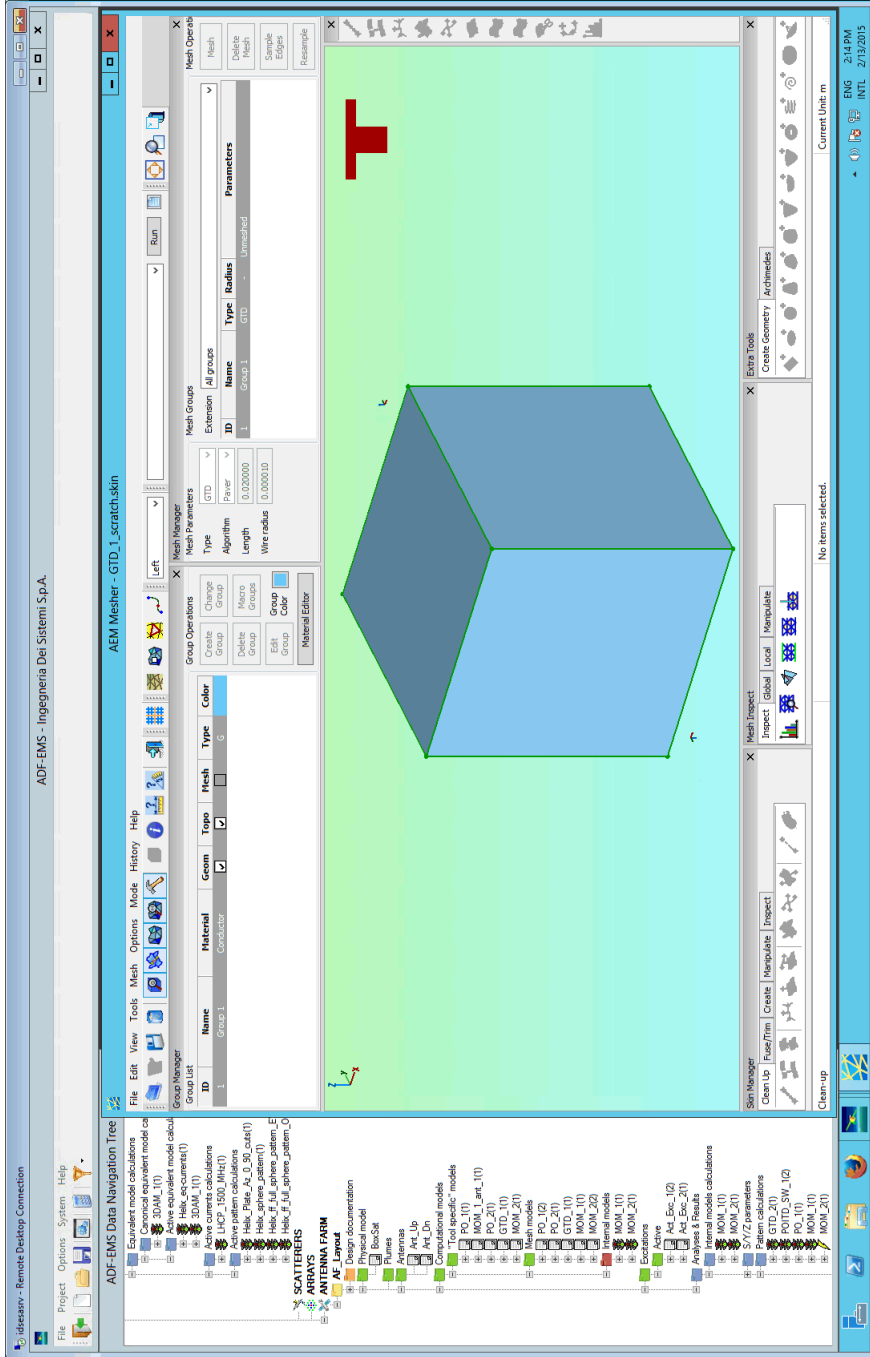 idsesasrv - Remote Desktop Connection
ADF-EMS - Ingegneria Dei Sistemi S.p.A.
File Project Options System Help
ADF-EMS Data Navigation Tree
Equivalent model calculations
Canonical equivalent model ca
3DAM_1(1)
Active equivalent model calcul
Helix_eq-currents(1)
3DAM_1(1)
Active currents calculations
LHCP_1500_MHz(1)
Active pattern calculations
Helix_Plate_Az_0_90_cuts(1)
Helix_sphere_pattern(1)
Helix_ff_full_sphere_pattern_E
Helix_ff_full_sphere_pattern_O
SCATTERERS
ARRAYS
ANTENNA FARM
AF_Layout
Design documentation
Physical model
BoxSat
Plumes
Antennas
Ant_Up
Ant_Dn
Computational models
"Tool specific" models
PO_1(1)
MOM_1_ant_1(1)
PO_2(1)
GTD_1(1)
MOM_2(1)
Mesh models
PO_1(2)
PO_1(1)
PO_2(1)
GTD_1(1)
MOM_1(1)
MOM_2(1)
MOM_2(2)
Internal models
MOM_1(1)
MOM_2(1)
Excitations
Active
Act_Exc_1(2)
Act_Exc_2(1)
Analyses & Results
Internal models calculations
MOM_1(1)
MOM_2(1)
S/Y/Z parameters
Pattern calculations
GTD_2(1)
POITD_SW_1(2)
PO_1(1)
MOM_1(1)
MOM_2(1)
AEM Mesher - GTD_1_scratch.skin
File Edit View Tools Mesh Options Mode History Help
Left
Run
Group Manager
Group List
ID Name Material Geom Topo Mesh Type Color
1 Group 1 Conductor G
Group Operations
Create Group
Change Group
Delete Group
Macro Groups
Edit Group
Group Color
Material Editor
Mesh Manager
Mesh Parameters
Type GTD
Algorithm Paver
Length 0.020000
Wire radius 0.000010
Mesh Groups
Extension All groups
ID Name Type Radius Parameters
1 Group 1 GTD - Unmeshed
Mesh Operati
Mesh
Delete Mesh
Sample Edges
Resample
Z
Y
X
Skin Manager
Clean Up Fuse/Trim Create Manipulate Inspect
Mesh Inspect
Inspect Global Local Manipulate
Extra Tools
Create Geometry Archimedes
Clean-up
No items selected.
Current Unit: m
ENG
INTL
2:14 PM
2/13/2015